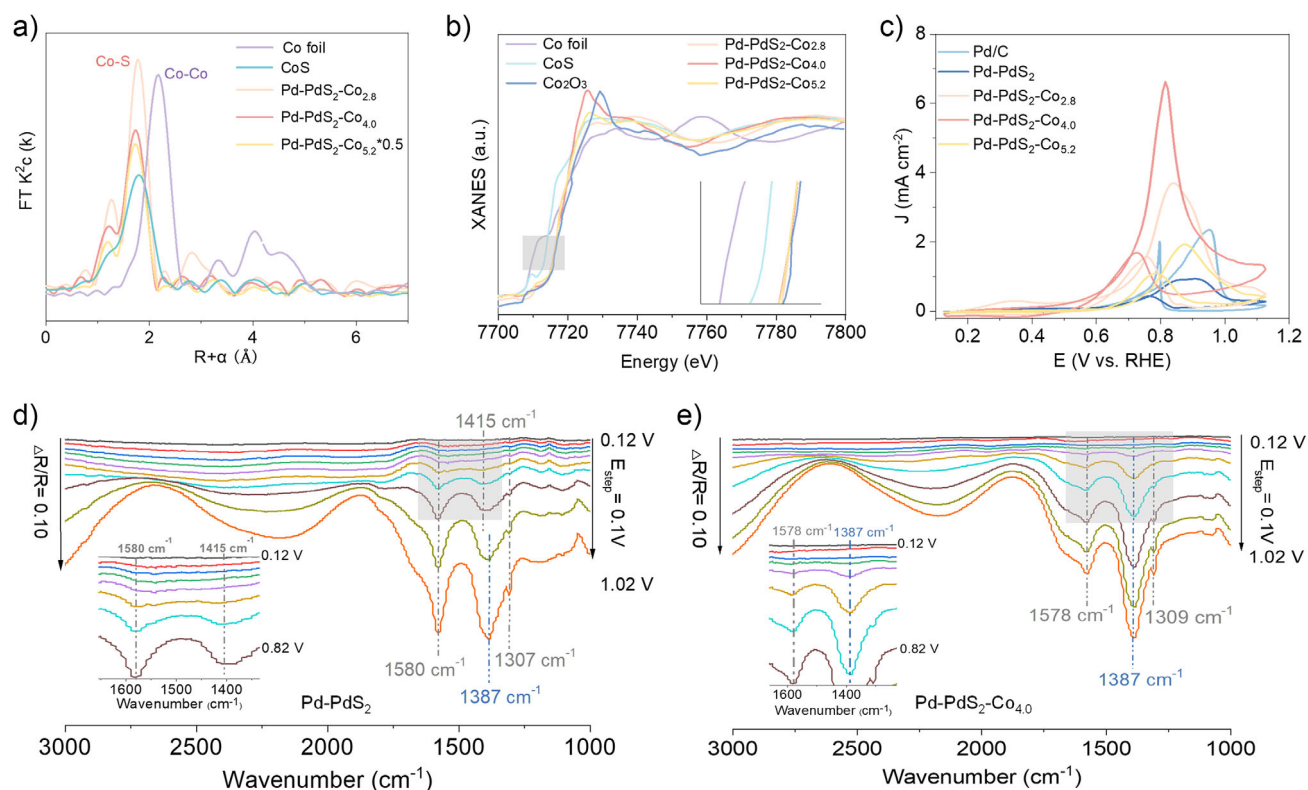 a)
Co-S
Co-Co
Co foil
CoS
Pd-PdS₂-Co₂.₈
Pd-PdS₂-Co₄.₀
Pd-PdS₂-Co₅.₂*0.5
FT K²c (k)
0 2 4 6
R+α (Å)
b)
Co foil
CoS
Co₂O₃
Pd-PdS₂-Co₂.₈
Pd-PdS₂-Co₄.₀
Pd-PdS₂-Co₅.₂
XANES (a.u.)
7700 7720 7740 7760 7780 7800
Energy (eV)
c)
Pd/C
Pd-PdS₂
Pd-PdS₂-Co₂.₈
Pd-PdS₂-Co₄.₀
Pd-PdS₂-Co₅.₂
J (mA cm⁻²)
8
6
4
2
0
0.2 0.4 0.6 0.8 1.0 1.2
E (V vs. RHE)
d)
1415 cm⁻¹
△R/R= 0.10
0.12 V
E step = 0.1V
1.02 V
1580 cm⁻¹
1415 cm⁻¹
0.12 V
0.82 V
1600 1500 1400
Wavenumber (cm⁻¹)
1580 cm⁻¹
1307 cm⁻¹
1387 cm⁻¹
Pd-PdS₂
3000 2500 2000 1500 1000
Wavenumber (cm⁻¹)
e)
△R/R= 0.10
0.12 V
E step = 0.1V
1.02 V
1578 cm⁻¹
1387 cm⁻¹
0.12 V
0.82 V
1600 1400
Wavenumber (cm⁻¹)
1578 cm⁻¹
1309 cm⁻¹
1387 cm⁻¹
Pd-PdS₂-Co₄.₀
3000 2500 2000 1500 1000
Wavenumber (cm⁻¹)